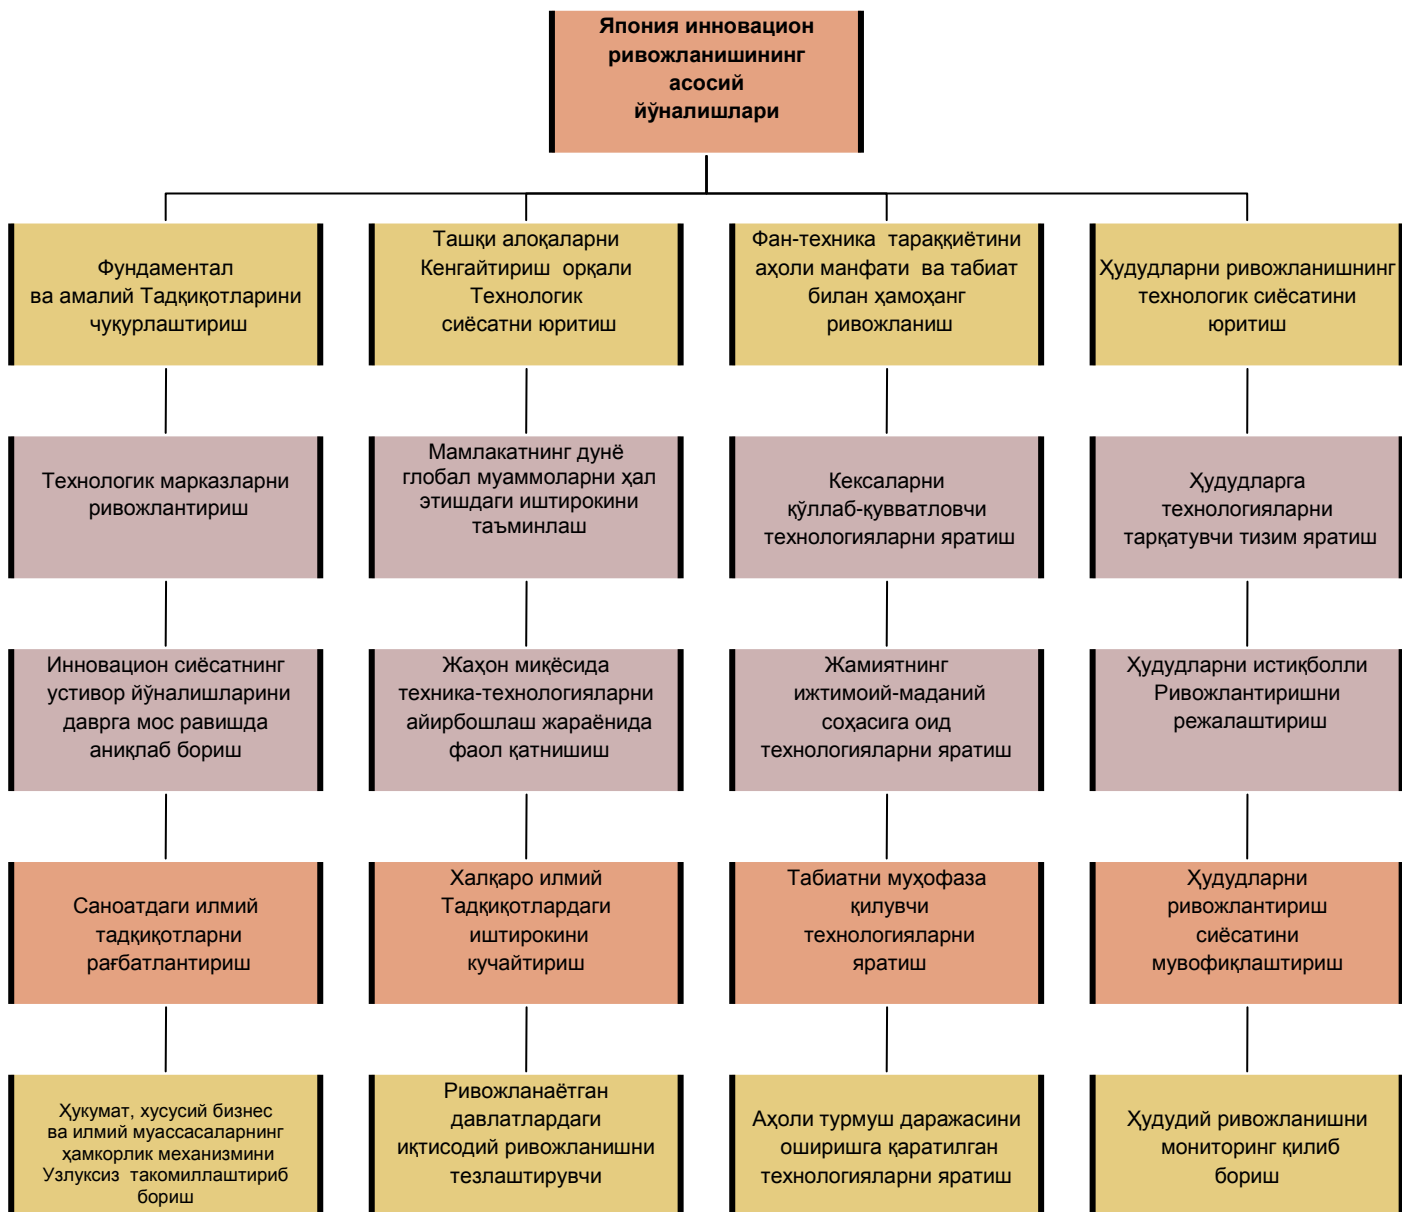 Япония инновацион
ривожланишининг
асосий
йўналишлари
Фундаментал
ва амалий Тадқиқотларини
чуқурлаштириш
Ташқи алоқаларни
Кенгайтириш орқали
Технологик
сиёсатни юритиш
Фан-техника тараққиётини
аҳоли манфати ва табиат
билан ҳамоҳанг
ривожланиш
Ҳудудларни ривожланишнинг
технологик сиёсатини
юритиш
Технологик марказларни
ривожлантириш
Мамлакатнинг дунё
глобал муаммоларни ҳал
этишдаги иштирокини
таъминлаш
Кексаларни
қўллаб-қувватловчи
технологияларни яратиш
Ҳудудларга
технологияларни
тарқатувчи тизим яратиш
Инновацион сиёсатнинг
устивор йўналишларини
даврга мос равишда
аниқлаб бориш
Жаҳон миқёсида
техника-технологияларни
айирбошлаш жараёнида
фаол қатнишиш
Жамиятнинг
ижтимоий-маданий
соҳасига оид
технологияларни яратиш
Ҳудудларни истиқболли
Ривожлантиришни
режалаштириш
Саноатдаги илмий
тадқиқотларни
рағбатлантириш
Халқаро илмий
Тадқиқотлардаги
иштирокини
кучайтириш
Табиатни муҳофаза
қилувчи
технологияларни
яратиш
Ҳудудларни
ривожлантириш
сиёсатини
мувофиқлаштириш
Ҳукумат, хусусий бизнес
ва илмий муассасаларнинг
ҳамкорлик механизмини
Узлуксиз такомиллаштириб
бориш
Ривожланаётган
давлатлардаги
иқтисодий ривожланишни
тезлаштирувчи
Аҳоли турмуш даражасини
оширишга қаратилган
технологияларни яратиш
Ҳудудий ривожланишни
мониторинг қилиб
бориш